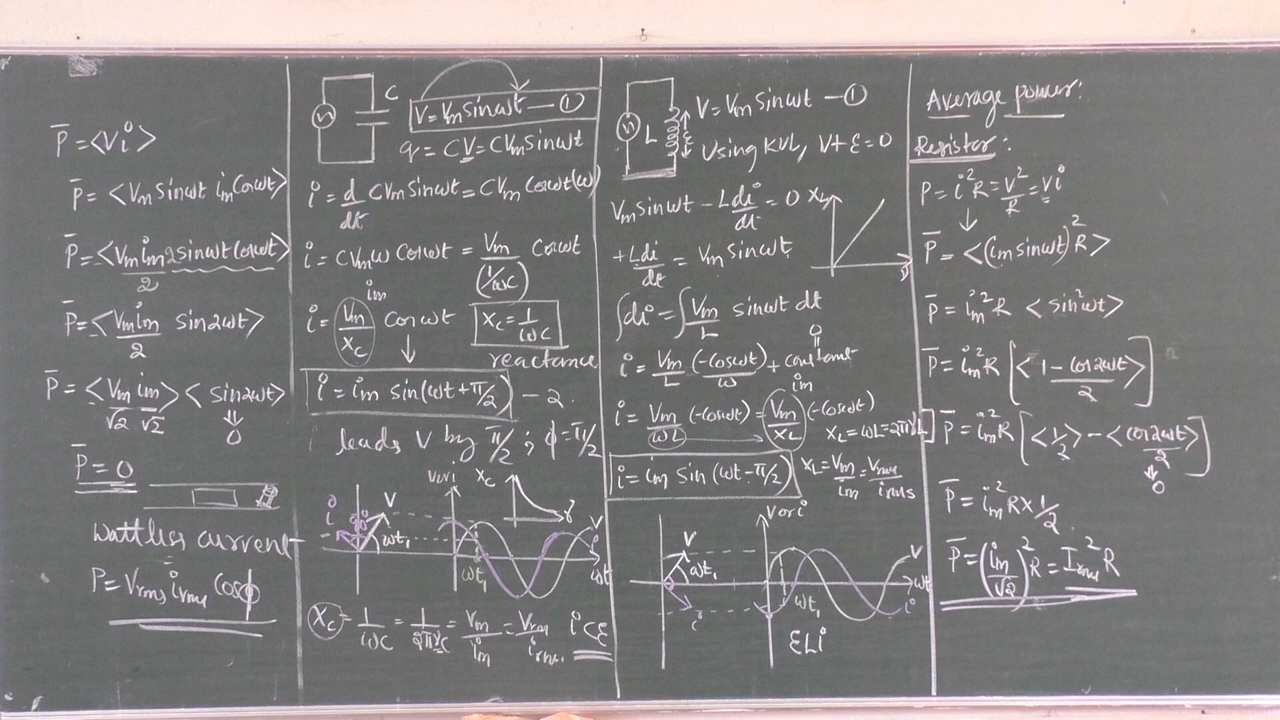 P̄ = <Vi>
P̄ = <Vm sinωt im Cosωt>
P̄ = <Vm im 2 sinωt cosωt>
2
P̄ = <Vm im sin2ωt>
2
P̄ = <Vm im> <sin2ωt>
√2 √2
0
P̄ = 0
Wattless current
P = Vrms irms cosϕ
C
V = Vm sinωt — ①
q = CV = CVm sinωt
i = d/dt CVm sinωt = CVm Cosωt(ω)
i = CVmω Cosωt = Vm/(1/ωC) Cosωt
im
i = Vm/Xc Cosωt
Xc = 1/ωC
reactance
i = im sin(ωt + π/2) — 2.
i leads V by π/2 ; ϕ = π/2
V or i
Xc
i
90°
V
ωt₁
ωt₁
V
i
ωt
Xc = 1/ωC = 1/2πγC = Vm/im = Vrms/irms.
iCE
L
ε
V = Vm sinωt — ①
Using KVL, V + ε = 0
Vm sinωt − L di/dt = 0
XL
γ
+L di/dt = Vm sinωt
∫di = ∫Vm/L sinωt dt
0
i = Vm/L (−cosωt)/ω + constant
im
i = Vm/ωL (−cosωt) = Vm/XL (−cosωt)
XL = ωL = 2πγL
i = im sin (ωt − π/2)
XL = Vm/im = Vrms/irms
V or i
V
ωt₁
i
ωt₁
V
ωt
i
ELi
Average power:
Resistor:
P = i²R = V²/R = Vi
P̄ = <(im sinωt)² R>
P̄ = im² R <sin²ωt>
P̄ = im² R [<1 − cos2ωt>/2]
P̄ = im² R [<1/2> − <cos2ωt>/2]
0
P̄ = im² R × 1/2.
P̄ = (im/√2)² R = Irms² R